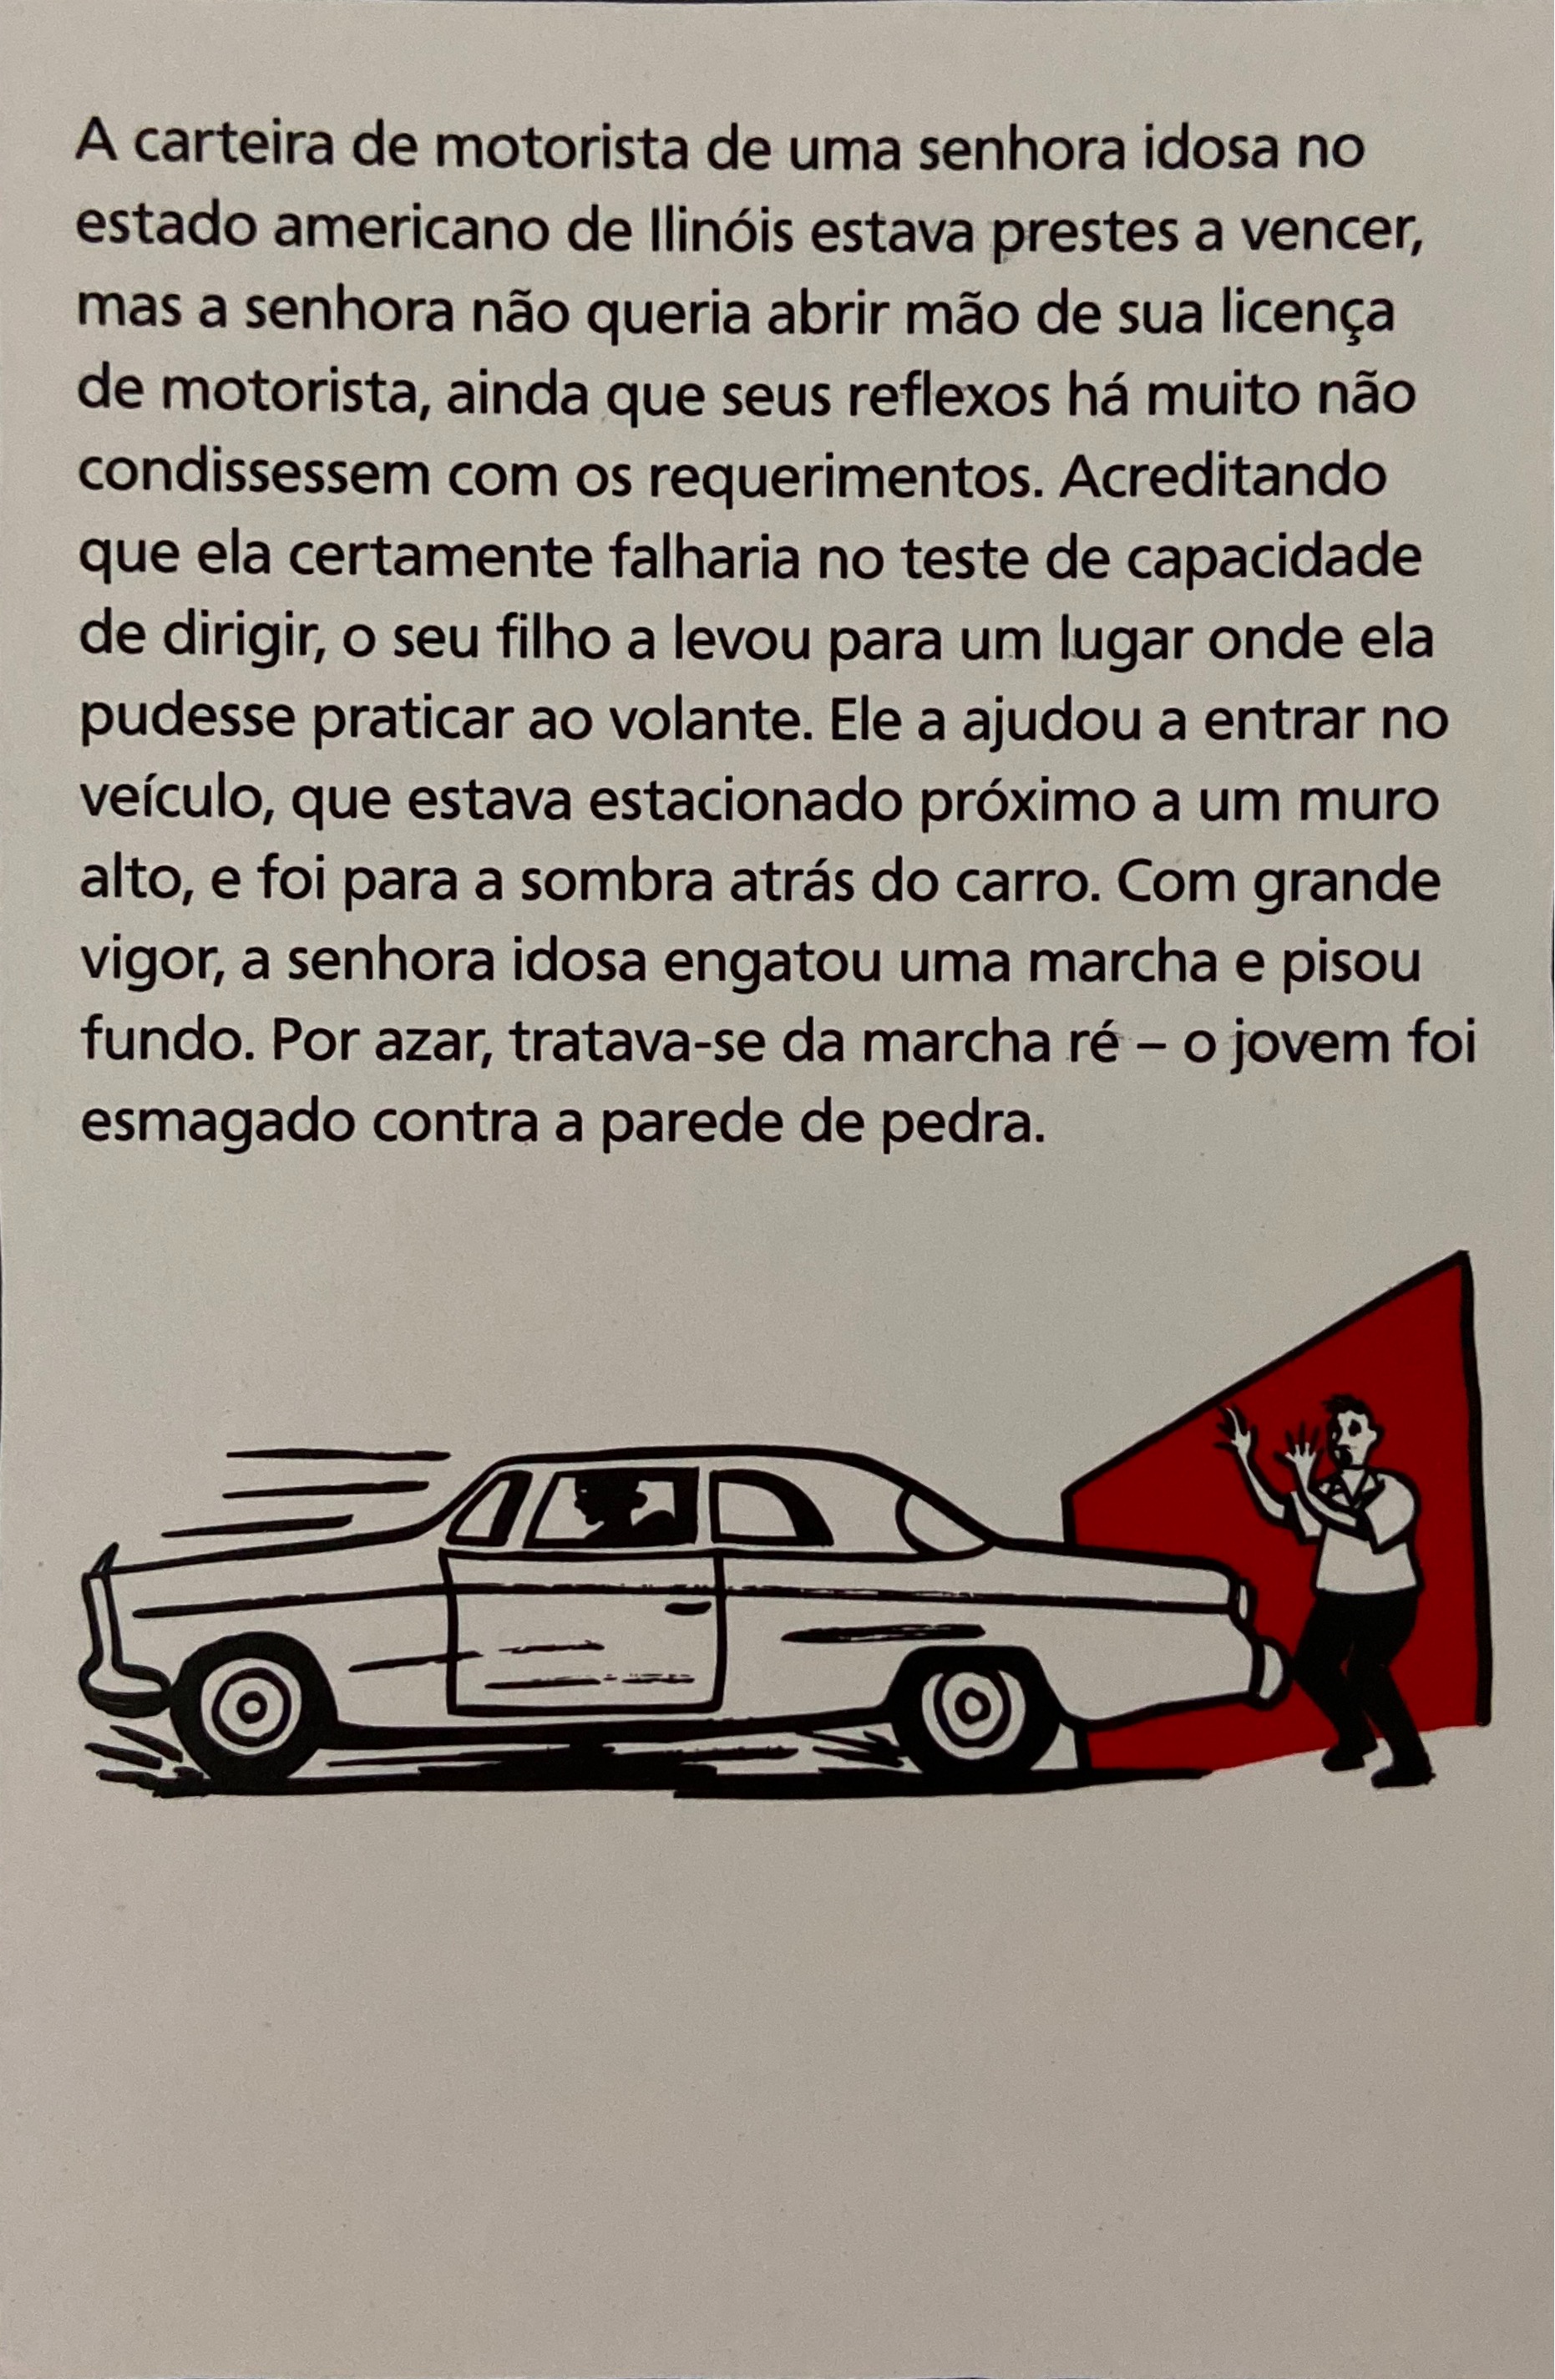 A carteira de motorista de uma senhora idosa no
estado americano de Ilinóis estava prestes a vencer,
mas a senhora não queria abrir mão de sua licença
de motorista, ainda que seus reflexos há muito não
condissessem com os requerimentos. Acreditando
que ela certamente falharia no teste de capacidade
de dirigir, o seu filho a levou para um lugar onde ela
pudesse praticar ao volante. Ele a ajudou a entrar no
veículo, que estava estacionado próximo a um muro
alto, e foi para a sombra atrás do carro. Com grande
vigor, a senhora idosa engatou uma marcha e pisou
fundo. Por azar, tratava-se da marcha ré – o jovem foi
esmagado contra a parede de pedra.